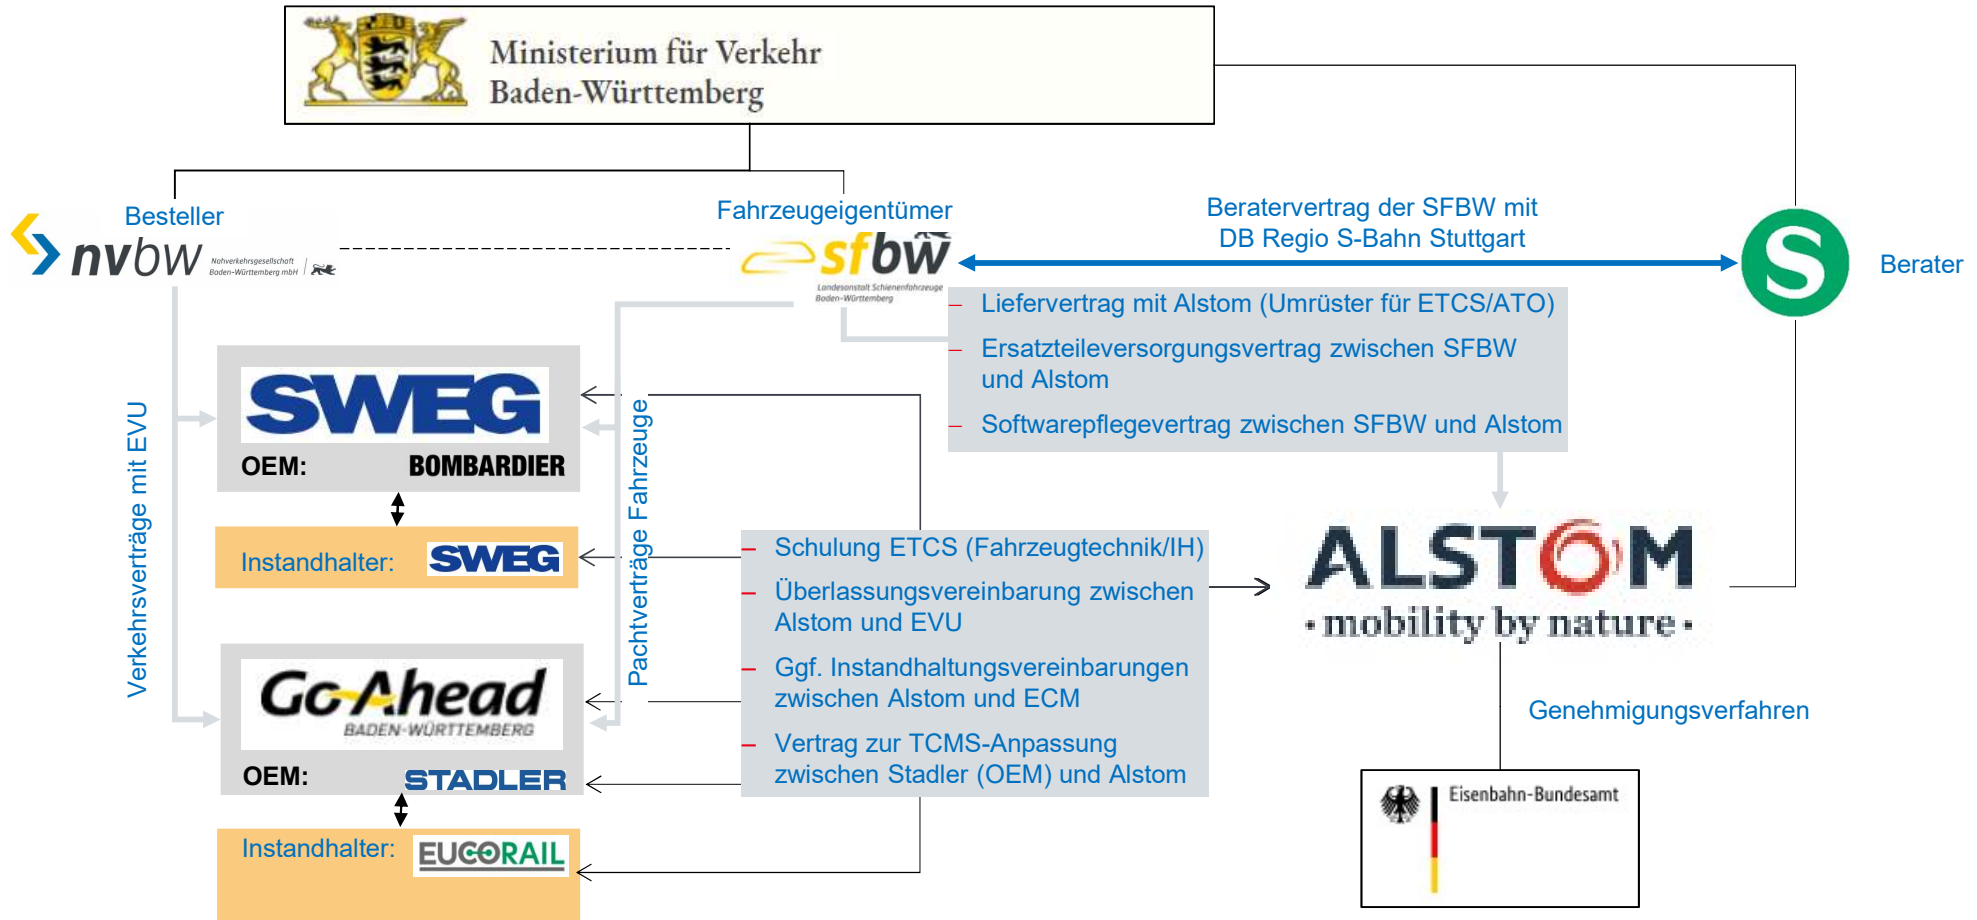 Ministerium für Verkehr
Baden-Württemberg
Besteller
nvbw
Nahverkehrsgesellschaft
Baden-Württemberg mbH
Fahrzeugeigentümer
sfbw
Landesanstalt Schienenfahrzeuge
Baden-Württemberg
Beratervertrag der SFBW mit
DB Regio S-Bahn Stuttgart
S
Berater
– Liefervertrag mit Alstom (Umrüster für ETCS/ATO)
– Ersatzteileversorgungsvertrag zwischen SFBW
und Alstom
– Softwarepflegevertrag zwischen SFBW und Alstom
Verkehrsverträge mit EVU
SWEG
OEM: BOMBARDIER
Instandhalter: SWEG
Pachtverträge Fahrzeuge
– Schulung ETCS (Fahrzeugtechnik/IH)
– Überlassungsvereinbarung zwischen
Alstom und EVU
– Ggf. Instandhaltungsvereinbarungen
zwischen Alstom und ECM
– Vertrag zur TCMS-Anpassung
zwischen Stadler (OEM) und Alstom
ALSTOM
• mobility by nature •
Go-Ahead
BADEN-WÜRTTEMBERG
OEM: STADLER
Instandhalter: EUCORAIL
Genehmigungsverfahren
Eisenbahn-Bundesamt